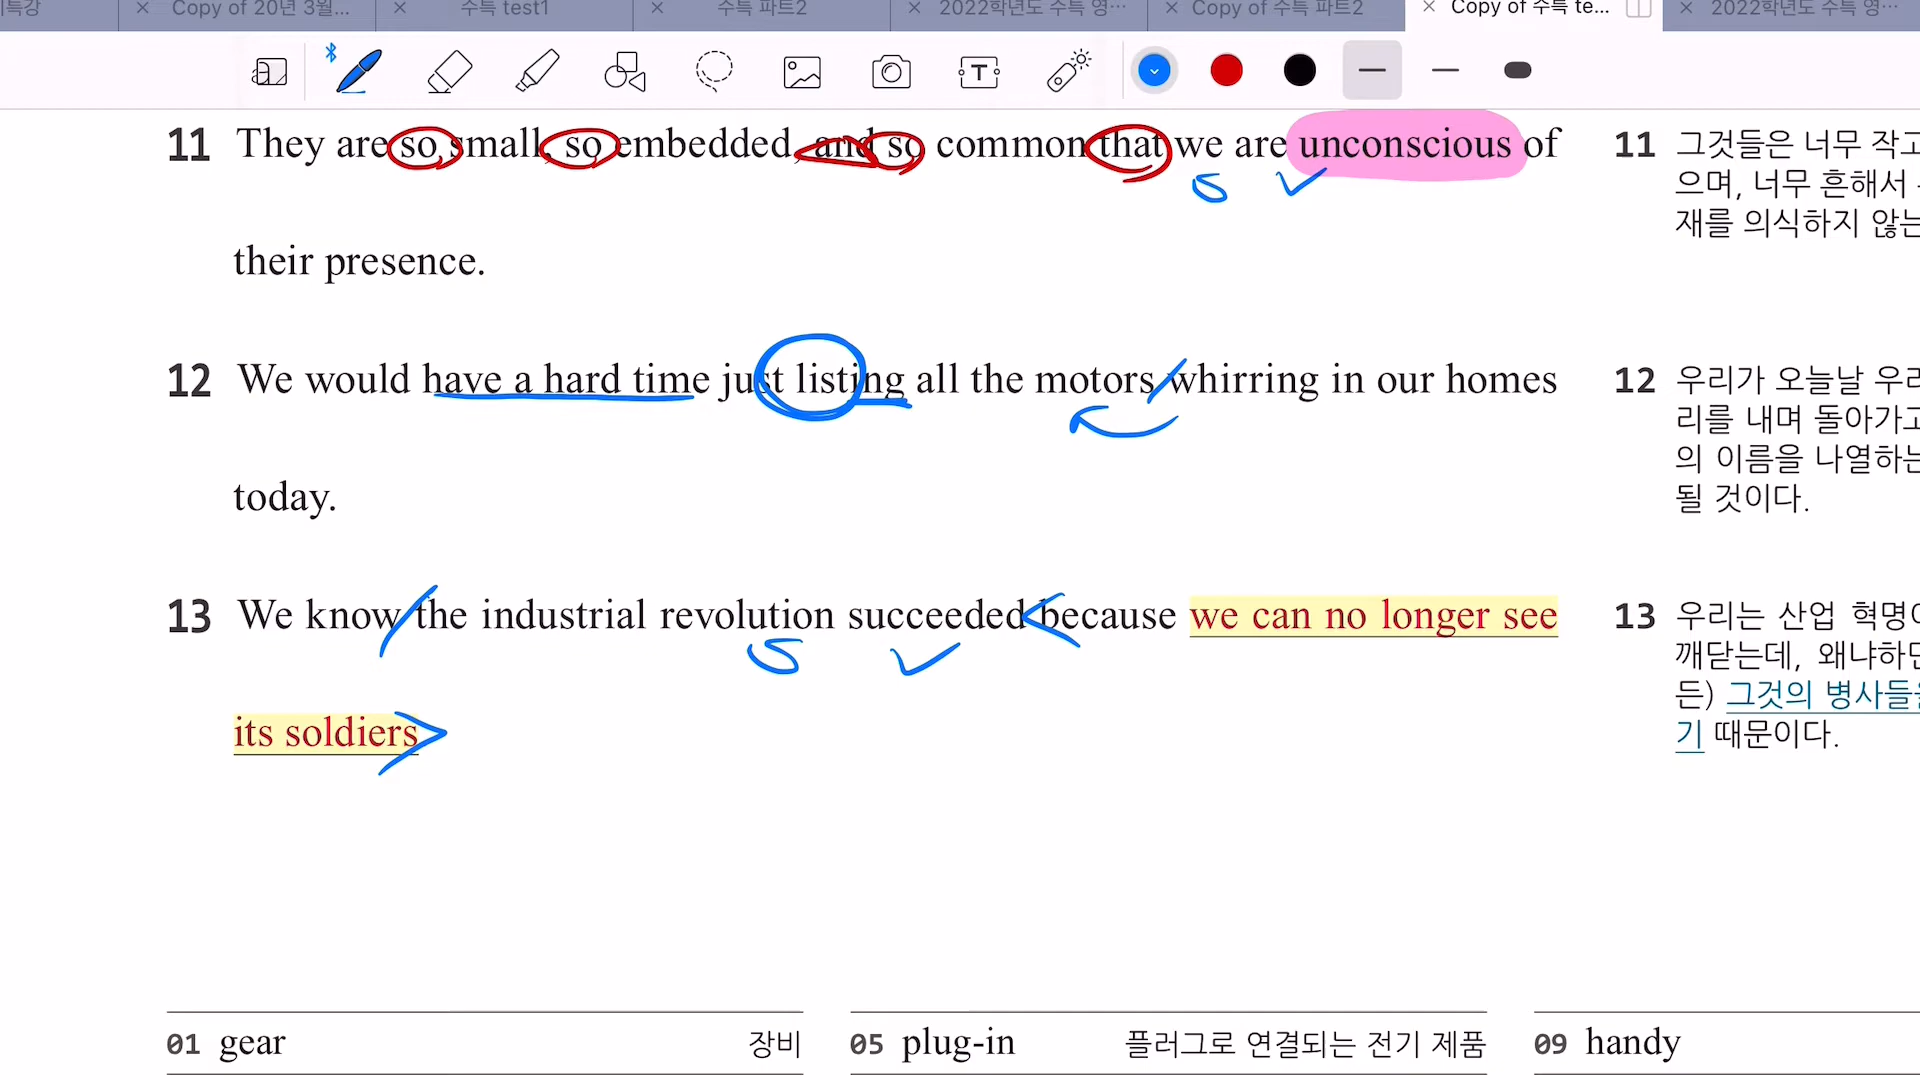 특강
Copy of 20년 3월...
수특 test1
수특 파트2
2022학년도 수특 영...
Copy of 수특 파트2
Copy of 수특 te...
2022학년도 수특 영...
11 They are so small, so embedded, and so common that we are unconscious of
their presence.
11 그것들은 너무 작고
으며, 너무 흔해서
재를 의식하지 않는
12 We would have a hard time just listing all the motors whirring in our homes
today.
12 우리가 오늘날 우리
리를 내며 돌아가고
의 이름을 나열하는
될 것이다.
13 We know the industrial revolution succeeded because we can no longer see
its soldiers
13 우리는 산업 혁명이
깨닫는데, 왜냐하면
든) 그것의 병사들을
기 때문이다.
01 gear 장비
05 plug-in 플러그로 연결되는 전기 제품
09 handy